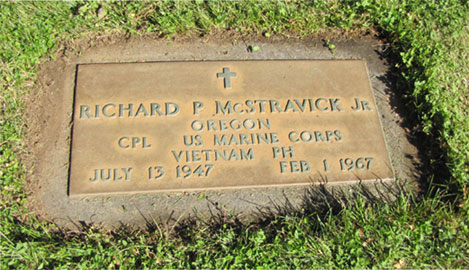 RICHARD P McSTRAVICK JR
OREGON
CPL US MARINE CORPS
VIETNAM PH
JULY 13 1947 FEB 1 1967